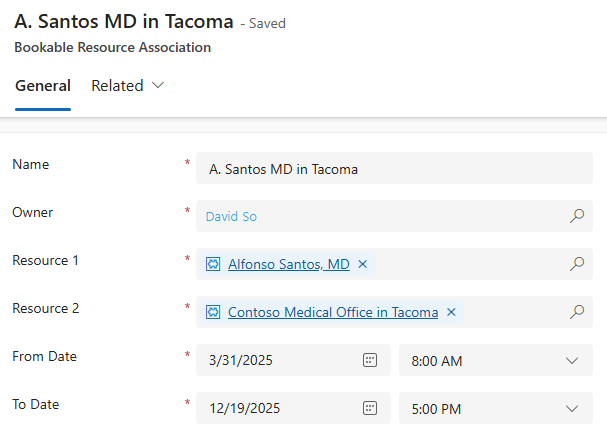 A. Santos MD in Tacoma - Saved
Bookable Resource Association
General Related
Name * A. Santos MD in Tacoma
Owner * David So
Resource 1 * Alfonso Santos, MD
Resource 2 * Contoso Medical Office in Tacoma
From Date * 3/31/2025 8:00 AM
To Date * 12/19/2025 5:00 PM